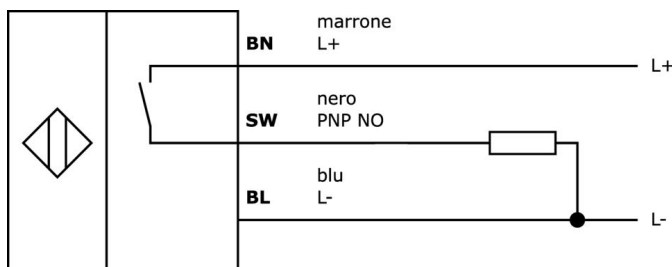 marrone
BN L+
L+
nero
SW PNP NO
blu
BL L-
L-